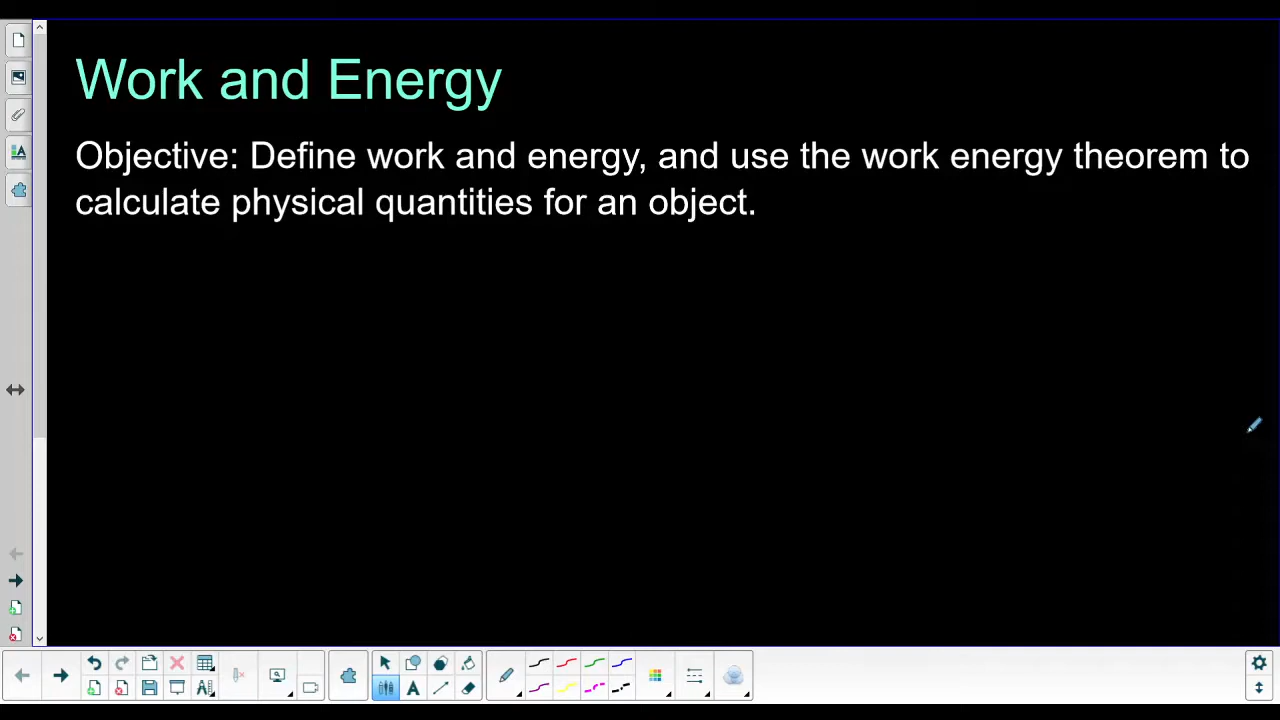 Work and Energy
Objective: Define work and energy, and use the work energy theorem to
calculate physical quantities for an object.